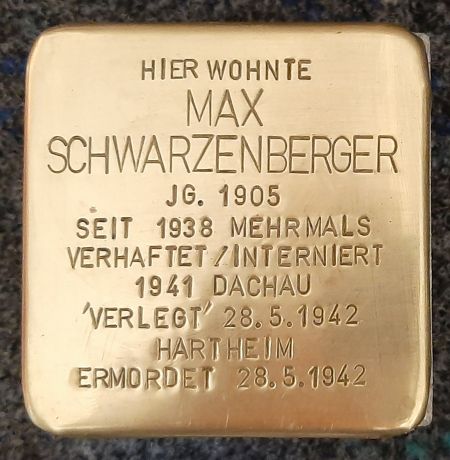 HIER WOHNTE
MAX
SCHWARZENBERGER
JG. 1905
SEIT 1938 MEHRMALS
VERHAFTET/INTERNIERT
1941 DACHAU
'VERLEGT' 28.5.1942
HARTHEIM
ERMORDET 28.5.1942